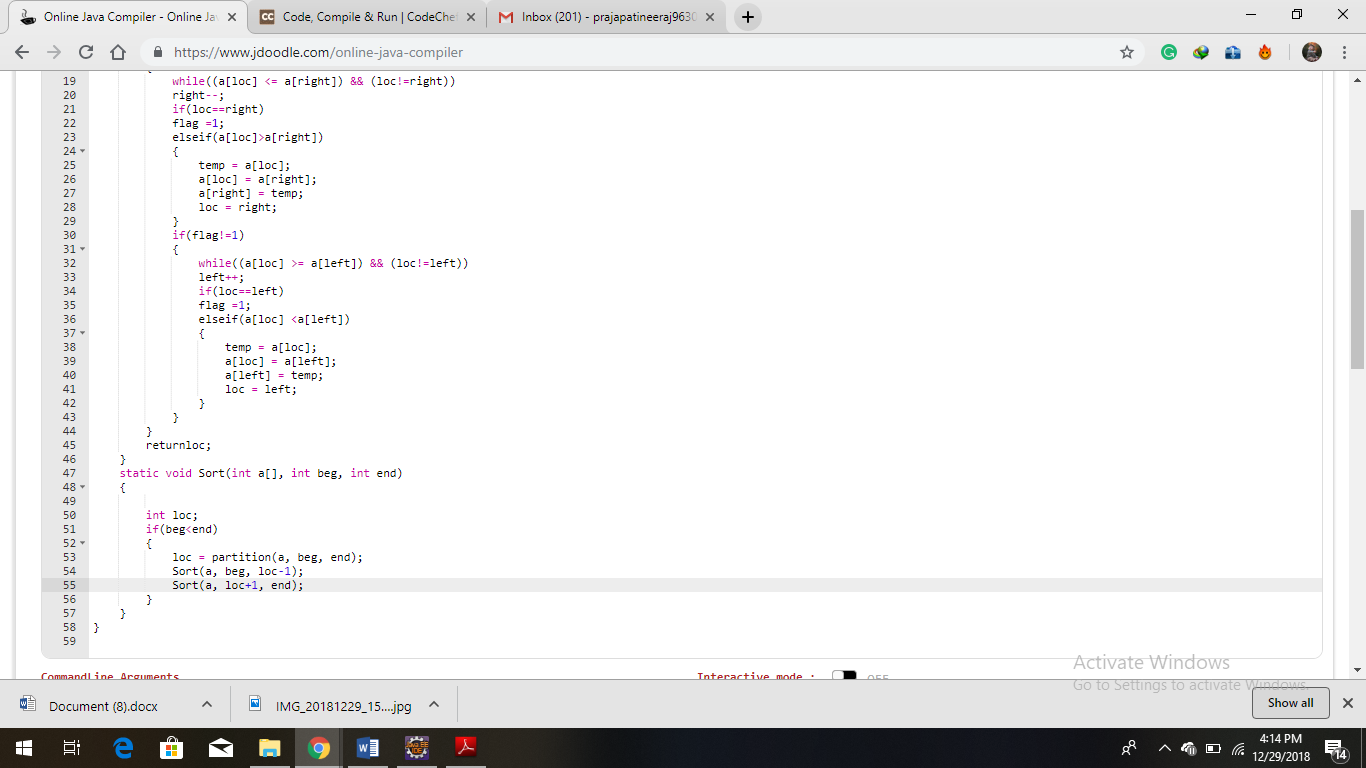 Online Java Compiler - Online Ja
Code, Compile & Run | CodeChe
Inbox (201) - prajapatineeraj9630
https://www.jdoodle.com/online-java-compiler
19 while((a[loc] <= a[right]) && (loc!=right))
20 right--;
21 if(loc==right)
22 flag =1;
23 elseif(a[loc]>a[right])
24 {
25 temp = a[loc];
26 a[loc] = a[right];
27 a[right] = temp;
28 loc = right;
29 }
30 if(flag!=1)
31 {
32 while((a[loc] >= a[left]) && (loc!=left))
33 left++;
34 if(loc==left)
35 flag =1;
36 elseif(a[loc] <a[left])
37 {
38 temp = a[loc];
39 a[loc] = a[left];
40 a[left] = temp;
41 loc = left;
42 }
43 }
44 }
45 returnloc;
46 }
47 static void Sort(int a[], int beg, int end)
48 {
49
50 int loc;
51 if(beg<end)
52 {
53 loc = partition(a, beg, end);
54 Sort(a, beg, loc-1);
55 Sort(a, loc+1, end);
56 }
57 }
58 }
59
Activate Windows
CommandLine Arguments Interactive mode : OFF
Go to Settings to activate Windows.
Document (8).docx
IMG_20181229_15....jpg
Show all
4:14 PM
12/29/2018
14